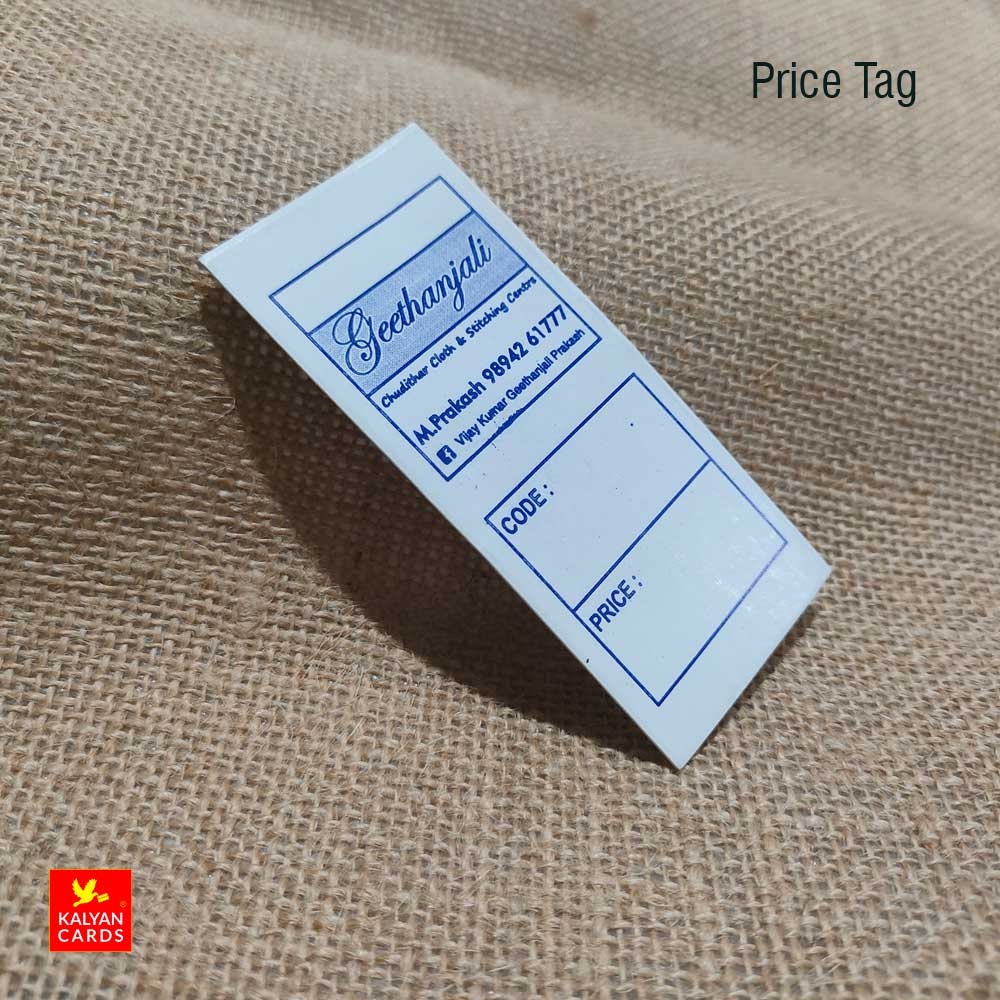 Price Tag
Geethanjali
Chudithar Cloth & Stitching Centre
M.Prakash 98942 61777
Vijay Kumar Geethanjali Prakash
CODE :
PRICE :
KALYAN
CARDS